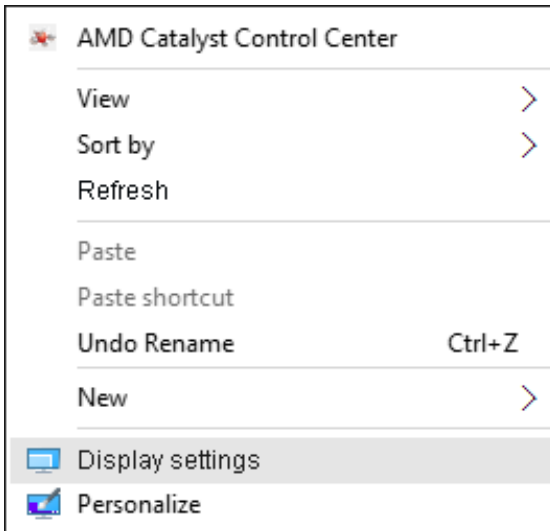 AMD Catalyst Control Center
View
Sort by
Refresh
Paste
Paste shortcut
Undo Rename Ctrl+Z
New
Display settings
Personalize